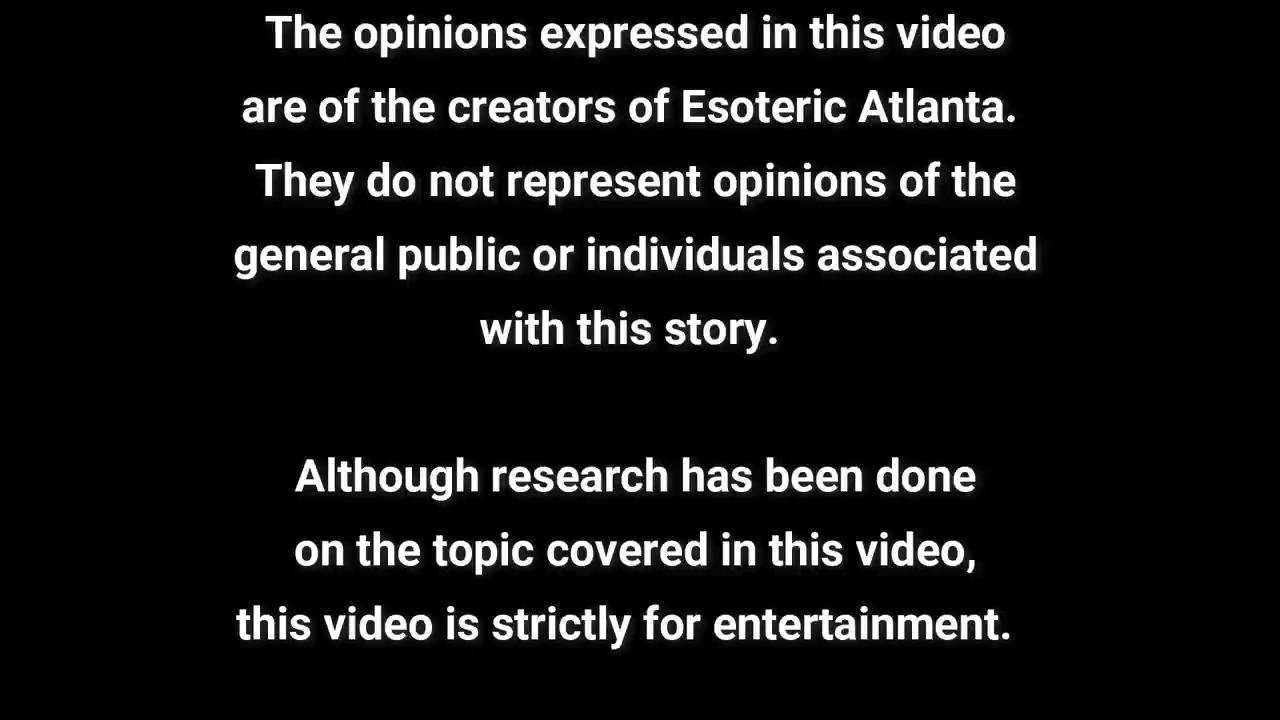 The opinions expressed in this video
are of the creators of Esoteric Atlanta.
They do not represent opinions of the
general public or individuals associated
with this story.
Although research has been done
on the topic covered in this video,
this video is strictly for entertainment.